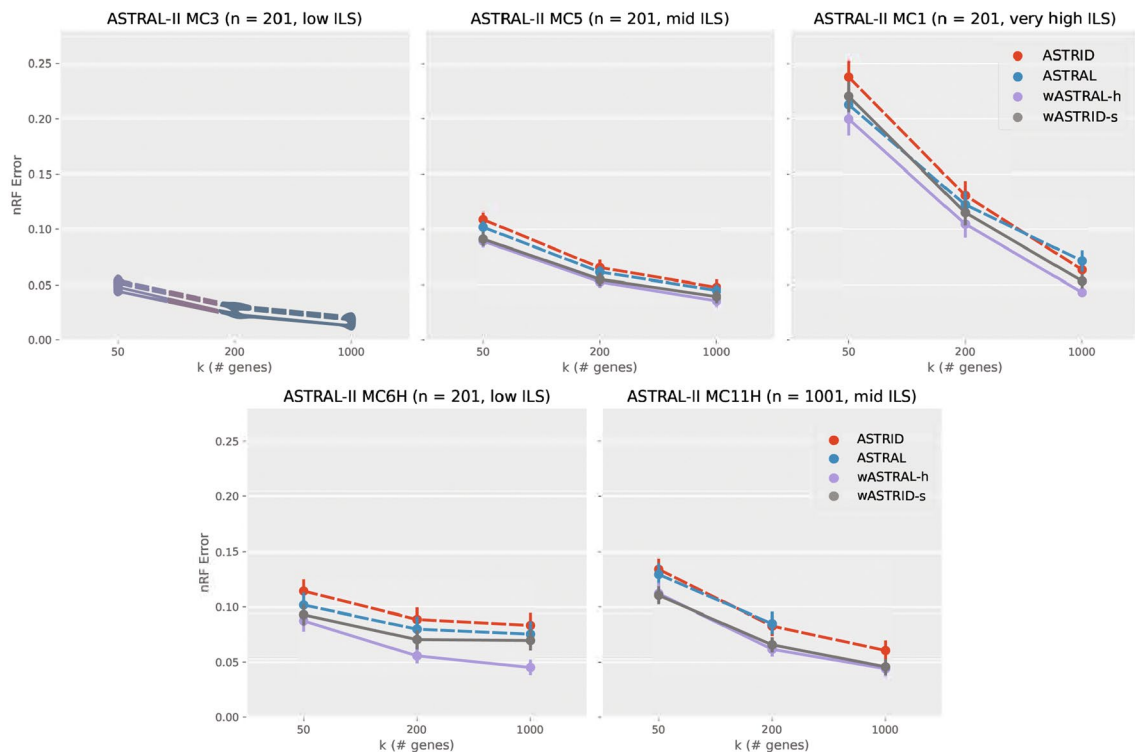 ASTRAL-II MC3 (n = 201, low ILS)
ASTRAL-II MC5 (n = 201, mid ILS)
ASTRAL-II MC1 (n = 201, very high ILS)
nRF Error
0.25
0.20
0.15
0.10
0.05
0.00
50
200
1000
k (# genes)
50
200
1000
k (# genes)
ASTRID
ASTRAL
wASTRAL-h
wASTRID-s
50
200
1000
k (# genes)
ASTRAL-II MC6H (n = 201, low ILS)
ASTRAL-II MC11H (n = 1001, mid ILS)
nRF Error
0.25
0.20
0.15
0.10
0.05
0.00
50
200
1000
k (# genes)
ASTRID
ASTRAL
wASTRAL-h
wASTRID-s
50
200
1000
k (# genes)